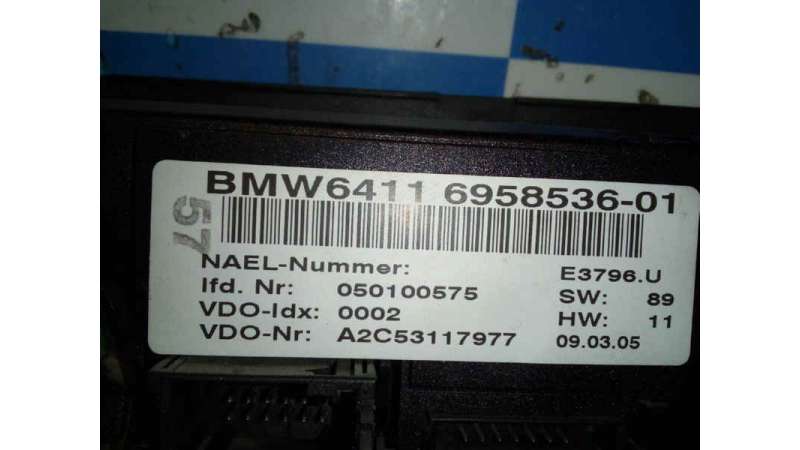 BMW6411 6958536-01
57
NAEL-Nummer: E3796.U
lfd. Nr: 050100575 SW: 89
VDO-Idx: 0002 HW: 11
VDO-Nr: A2C53117977 09.03.05